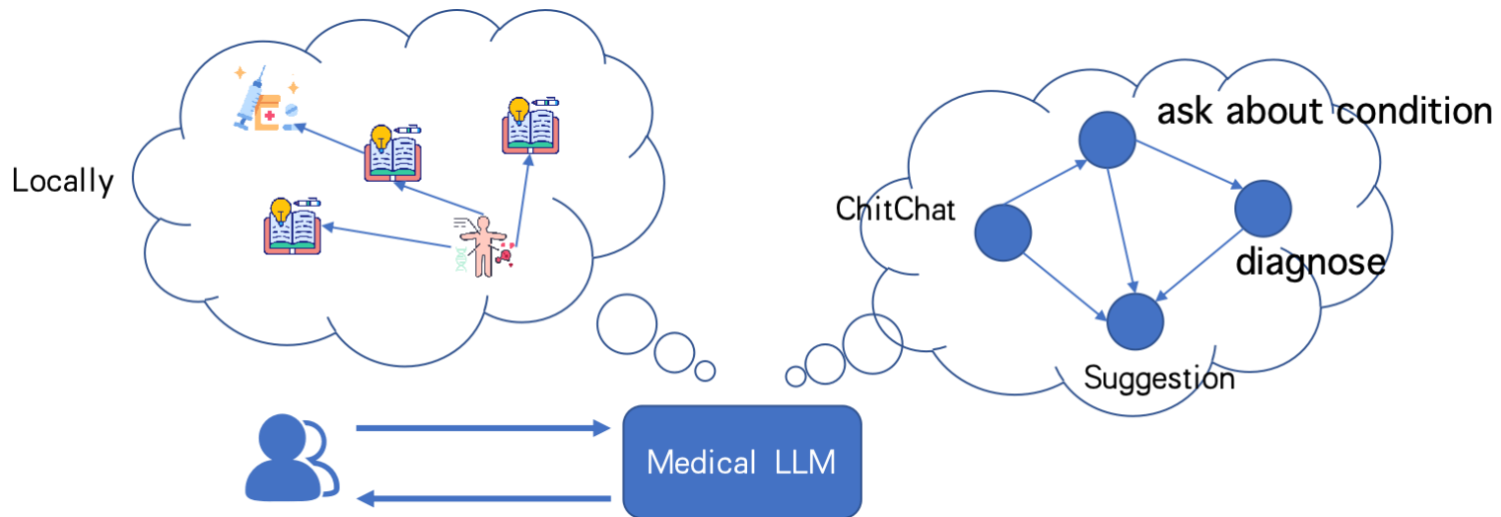 ask about condition
Locally
ChitChat
diagnose
Suggestion
Medical LLM